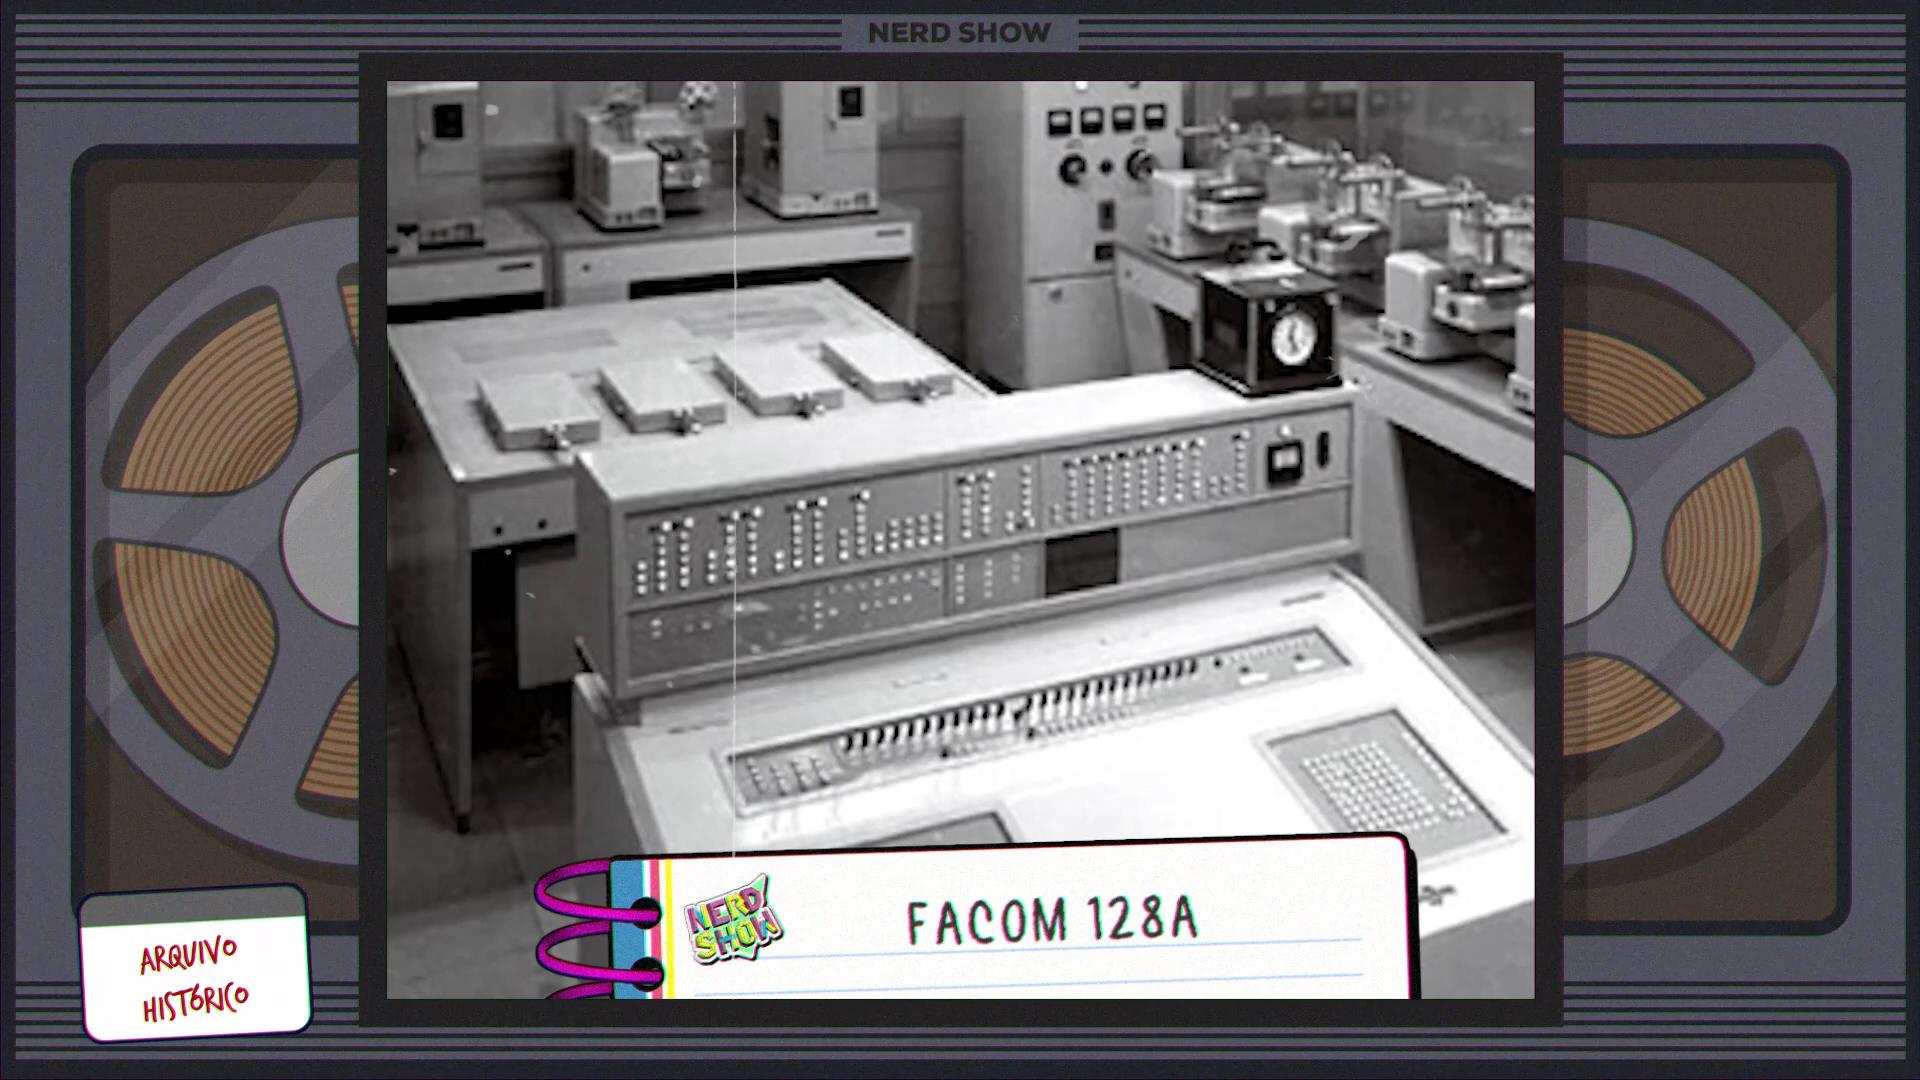 NERD SHOW
NERD
SHOW
FACOM 128A
ARQUIVO
HISTÓRICO